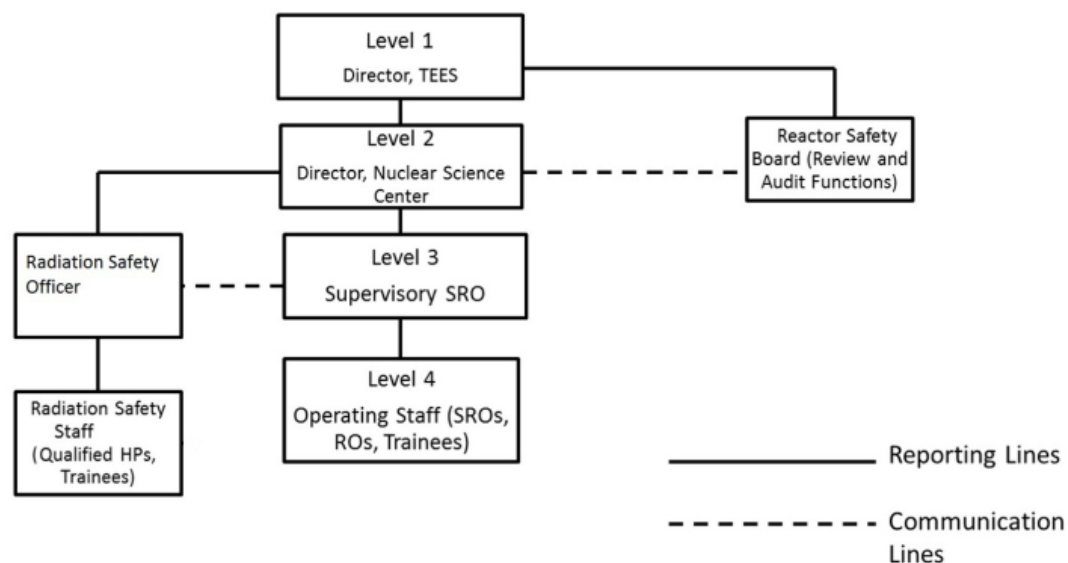 Level 1
Director, TEES
Level 2
Director, Nuclear Science
Center
Reactor Safety
Board (Review and
Audit Functions)
Radiation Safety
Officer
Level 3
Supervisory SRO
Radiation Safety
Staff
(Qualified HPs,
Trainees)
Level 4
Operating Staff (SROs,
ROs, Trainees)
Reporting Lines
Communication
Lines